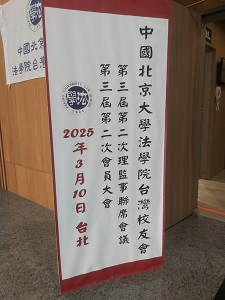 中國北京大學法學院台灣校友會
第三屆第二次理監事聯席會議
第三屆第二次會員大會
2025年3月10日 台北
中國北京
法學院台灣